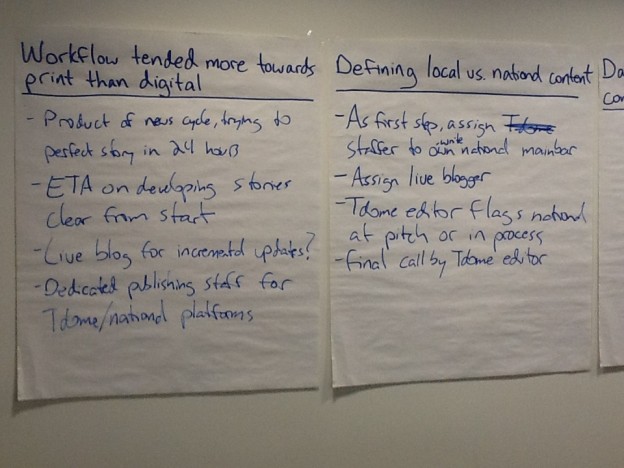 Workflow tended more towards
print than digital
- Product of news cycle, trying to
perfect story in 24 hours
- ETA on developing stories
clear from start
- Live blog for incremental updates?
- Dedicated publishing staff for
Tdome/national platforms
Defining local vs. national content
- As first step, assign Tdome
write
staffer to own national mainbar
- Assign live blogger
- Tdome editor flags national
at pitch or in process
- Final call by Tdome editor
Da
con